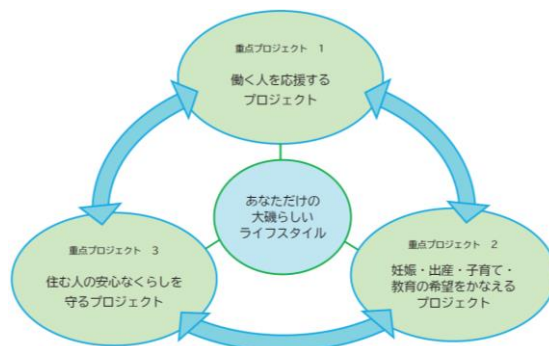 重点プロジェクト　1
働く人を応援する
プロジェクト
あなただけの
大磯らしい
ライフスタイル
重点プロジェクト　3
住む人の安心なくらしを
守るプロジェクト
重点プロジェクト　2
妊娠・出産・子育て・
教育の希望をかなえる
プロジェクト